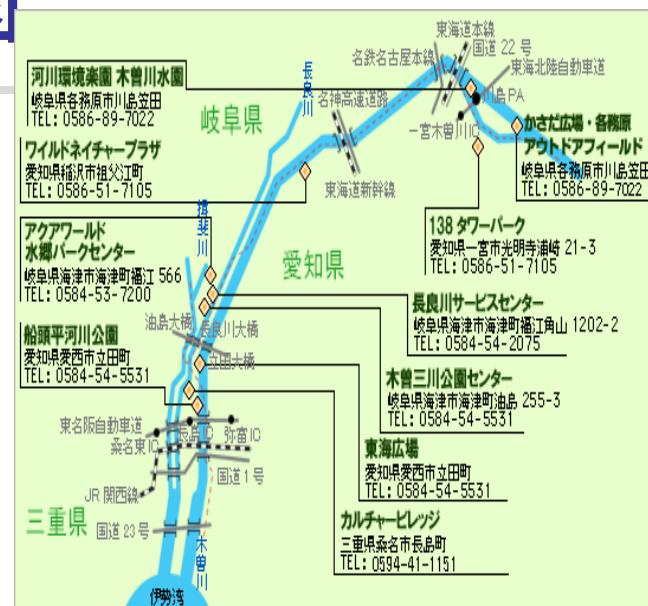 河川環境楽園 木曽川水園
岐阜県各務原市川島笠田
TEL: 0586-89-7022
ワイルドネイチャープラザ
愛知県稲沢市祖父江町
TEL: 0586-51-7105
アクアワールド
水郷パークセンター
岐阜県海津市海津町福江 566
TEL: 0584-53-7200
船頭平河川公園
愛知県愛西市立田町
TEL: 0584-54-5531
岐阜県
長良川
揖斐川
愛知県
名神高速道路
東海道新幹線
名鉄名古屋本線
東海道本線
国道 22 号
東海北陸自動車道
川島 PA
一宮木曽川 IC
かさだ広場・各務原
アウトドアフィールド
岐阜県各務原市川島笠田
TEL: 0586-89-7022
138 タワーパーク
愛知県一宮市光明寺浦崎 21-3
TEL: 0586-51-7105
長良川サービスセンター
岐阜県海津市海津町福江角山 1202-2
TEL: 0584-54-2075
木曽三川公園センター
岐阜県海津市海津町油島 255-3
TEL: 0584-54-5531
東海広場
愛知県愛西市立田町
TEL: 0584-54-5531
カルチャービレッジ
三重県桑名市長島町
TEL: 0594-41-1151
油島大橋
長良川大橋
立田大橋
東名阪自動車道
桑名東 IC
長島 IC
弥富 IC
国道 1 号
JR 関西線
三重県
国道 23 号
木曽川
伊勢湾